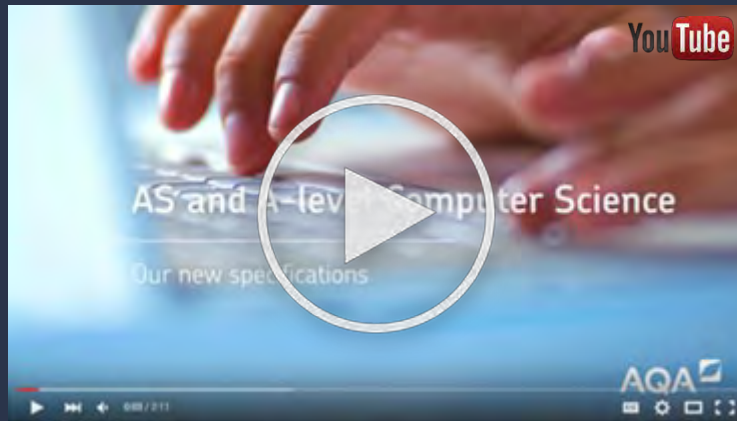 YouTube
AS and A-level Computer Science
Our new specifications
AQA